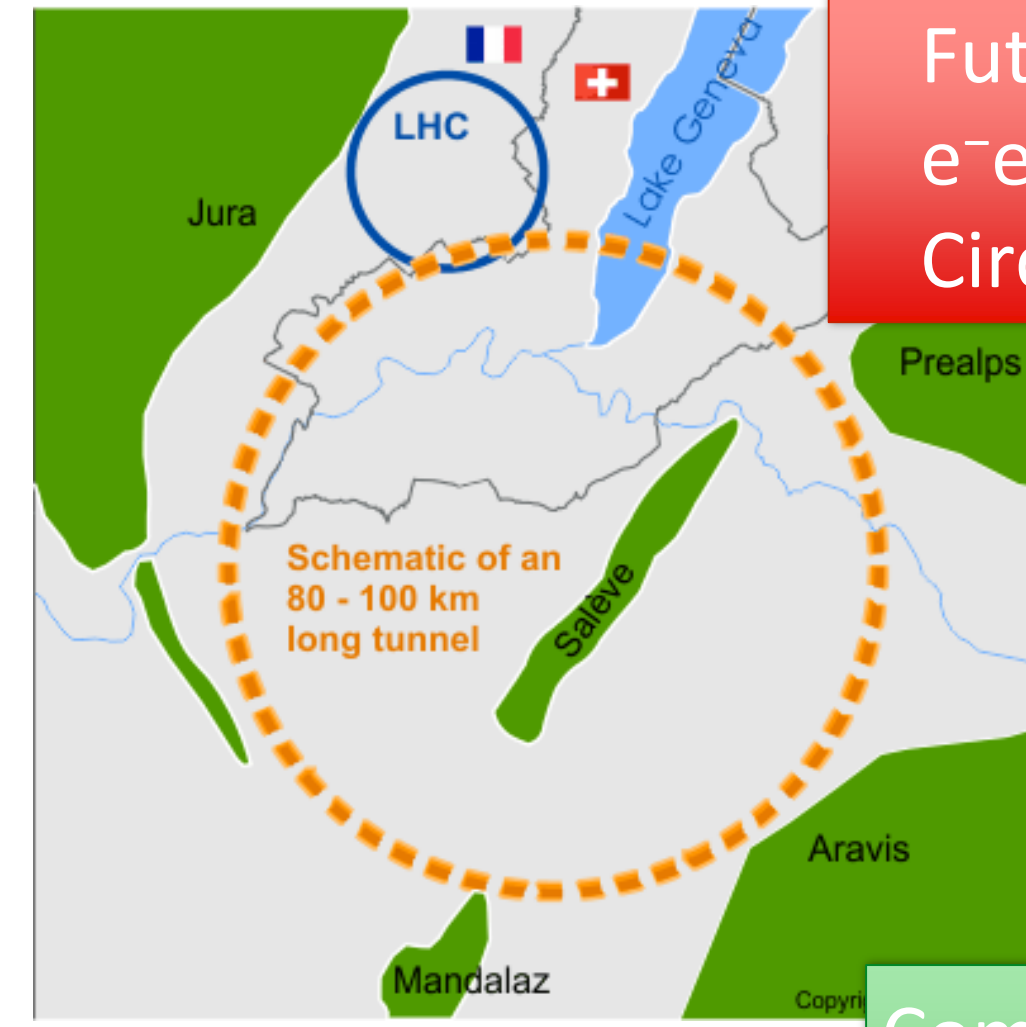 LHC
Lake Geneva
Jura
Prealps
Schematic of an
80 - 100 km
long tunnel
Salève
Aravis
Mandalaz